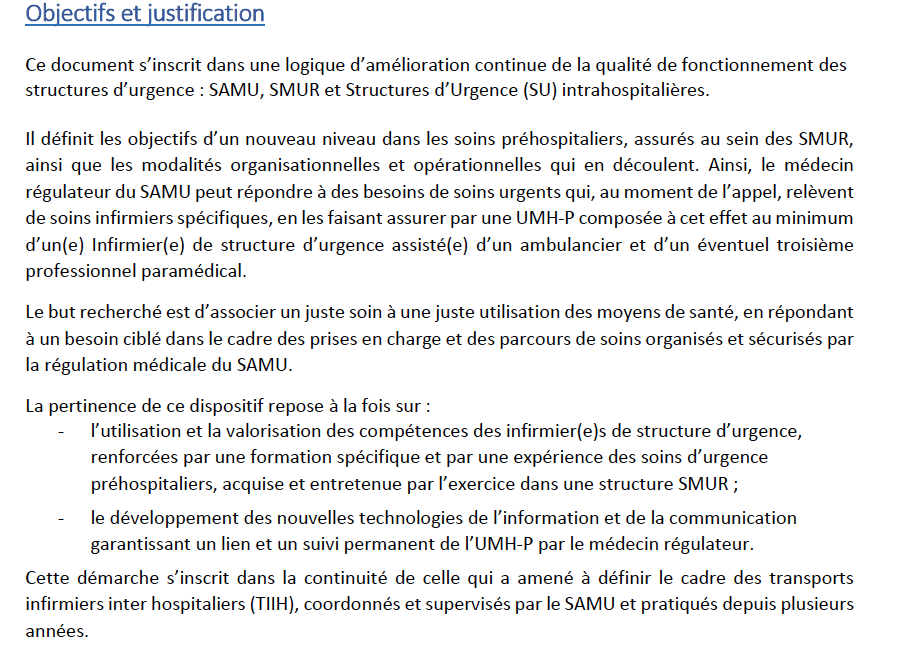 Objectifs et justification
Ce document s’inscrit dans une logique d’amélioration continue de la qualité de fonctionnement des
structures d’urgence : SAMU, SMUR et Structures d’Urgence (SU) intrahospitalières.
Il définit les objectifs d’un nouveau niveau dans les soins préhospitaliers, assurés au sein des SMUR,
ainsi que les modalités organisationnelles et opérationnelles qui en découlent. Ainsi, le médecin
régulateur du SAMU peut répondre à des besoins de soins urgents qui, au moment de l’appel, relèvent
de soins infirmiers spécifiques, en les faisant assurer par une UMH-P composée à cet effet au minimum
d’un(e) Infirmier(e) de structure d’urgence assisté(e) d’un ambulancier et d’un éventuel troisième
professionnel paramédical.
Le but recherché est d’associer un juste soin à une juste utilisation des moyens de santé, en répondant
à un besoin ciblé dans le cadre des prises en charge et des parcours de soins organisés et sécurisés par
la régulation médicale du SAMU.
La pertinence de ce dispositif repose à la fois sur :
- l’utilisation et la valorisation des compétences des infirmier(e)s de structure d’urgence,
renforcées par une formation spécifique et par une expérience des soins d’urgence
préhospitaliers, acquise et entretenue par l’exercice dans une structure SMUR ;
- le développement des nouvelles technologies de l’information et de la communication
garantissant un lien et un suivi permanent de l’UMH-P par le médecin régulateur.
Cette démarche s’inscrit dans la continuité de celle qui a amené à définir le cadre des transports
infirmiers inter hospitaliers (TIIH), coordonnés et supervisés par le SAMU et pratiqués depuis plusieurs
années.